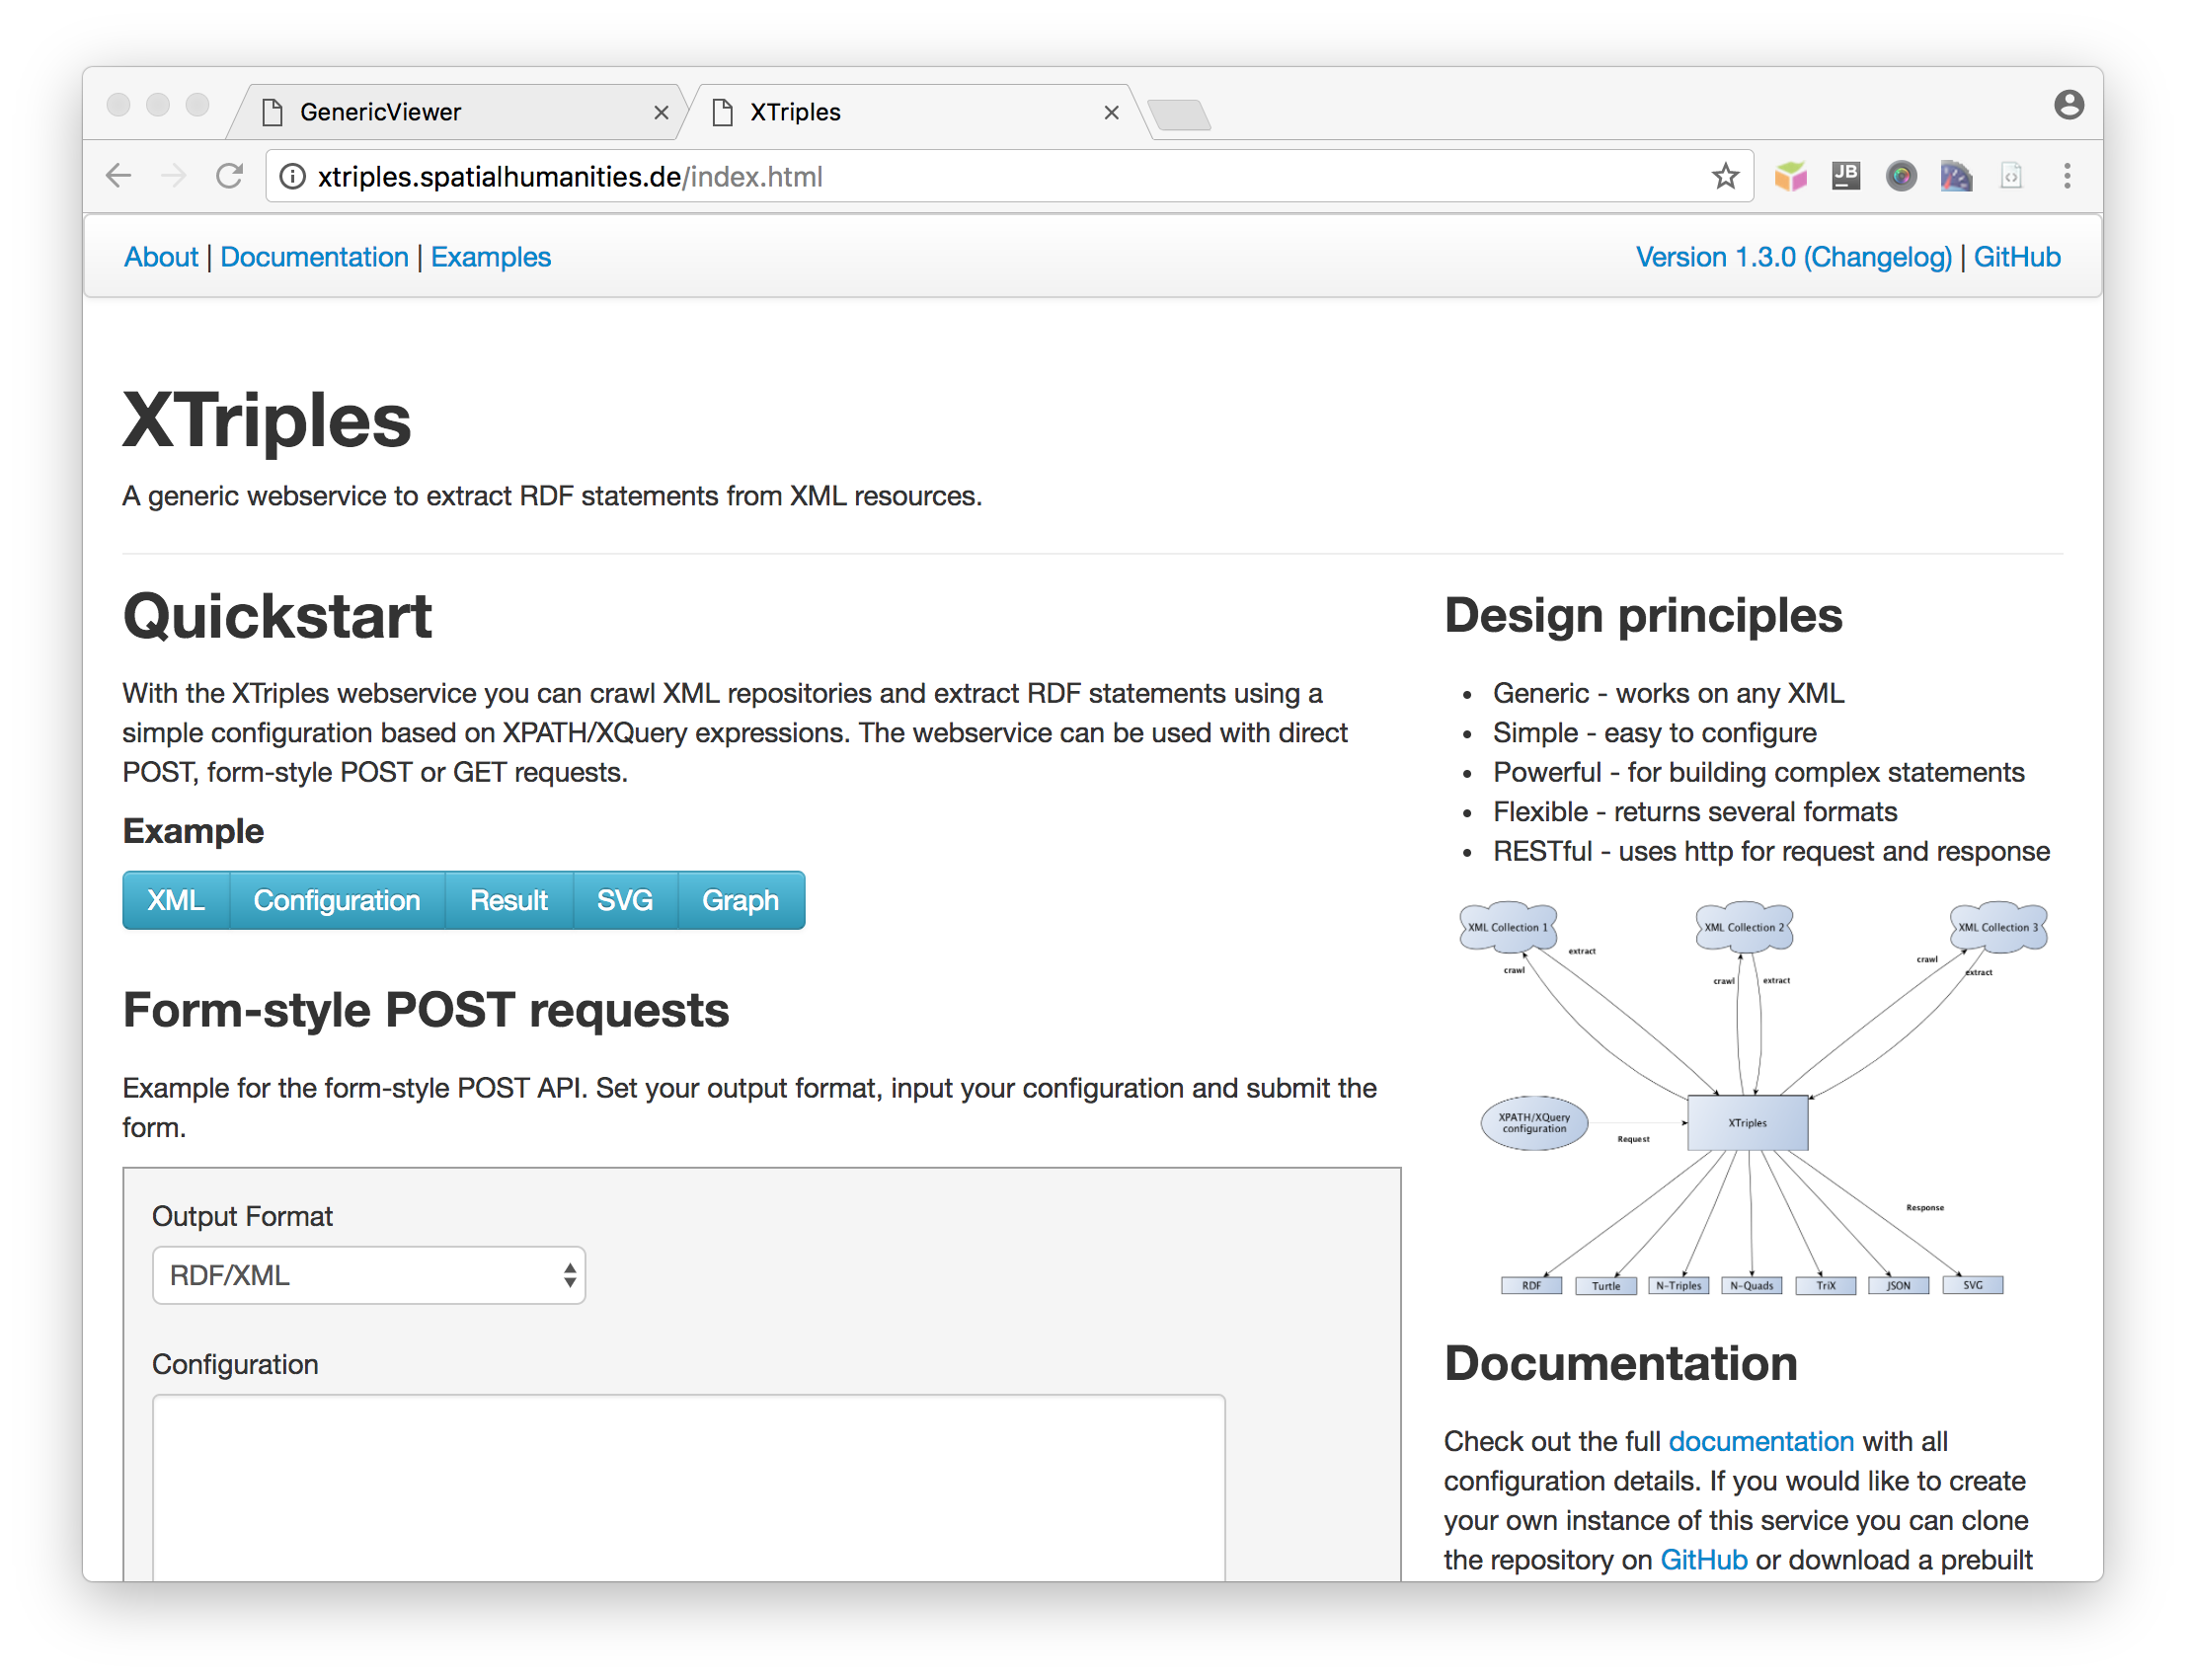 GenericViewer
XTriples
xtriples.spatialhumanities.de/index.html
JB
About | Documentation | Examples
Version 1.3.0 (Changelog) | GitHub
XTriples
A generic webservice to extract RDF statements from XML resources.
Quickstart
With the XTriples webservice you can crawl XML repositories and extract RDF statements using a
simple configuration based on XPATH/XQuery expressions. The webservice can be used with direct
POST, form-style POST or GET requests.
Example
XML
Configuration
Result
SVG
Graph
Form-style POST requests
Example for the form-style POST API. Set your output format, input your configuration and submit the
form.
Output Format
RDF/XML
Configuration
Design principles
• Generic - works on any XML
• Simple - easy to configure
• Powerful - for building complex statements
• Flexible - returns several formats
• RESTful - uses http for request and response
XML Collection 1
XML Collection 2
XML Collection 3
extract
crawl
crawl
extract
crawl
extract
XPATH/XQuery
configuration
Request
XTriples
Response
RDF
Turtle
N-Triples
N-Quads
TriX
JSON
SVG
Documentation
Check out the full documentation with all
configuration details. If you would like to create
your own instance of this service you can clone
the repository on GitHub or download a prebuilt